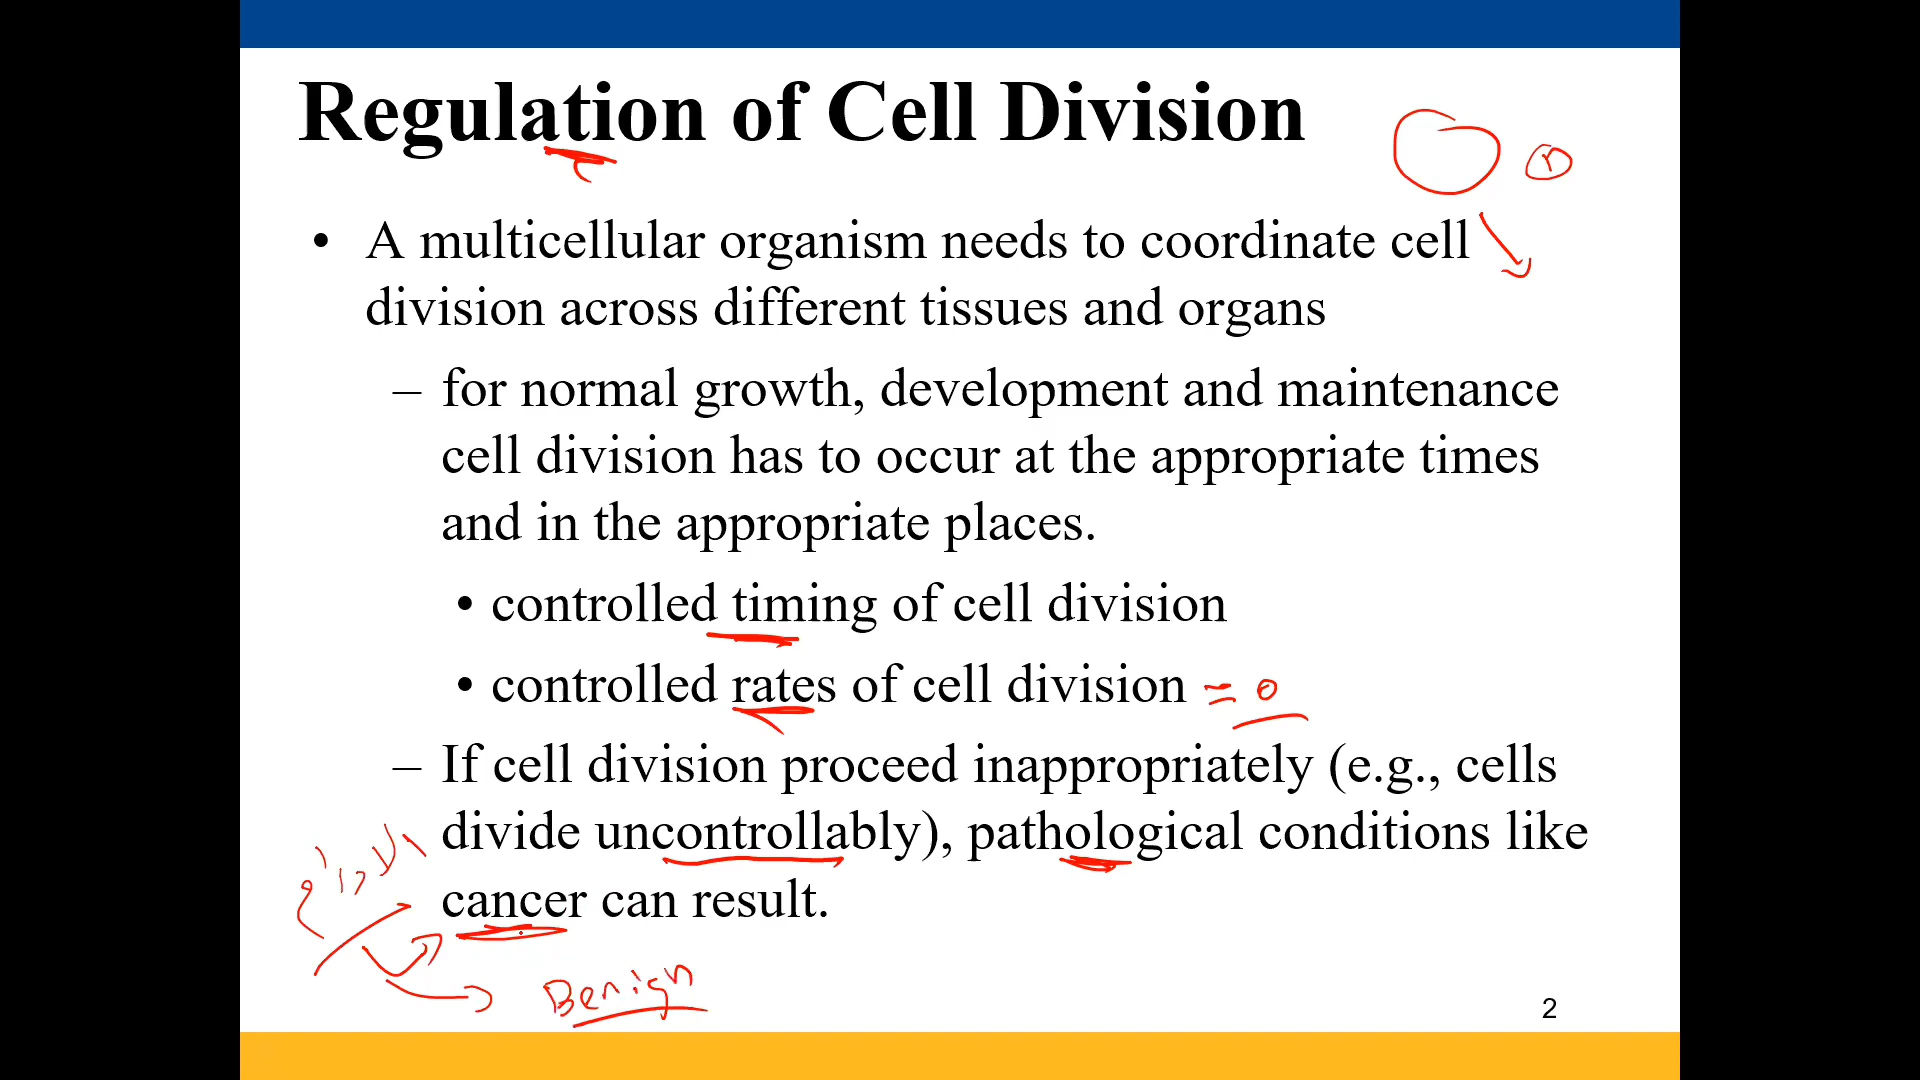 Regulation of Cell Division
• A multicellular organism needs to coordinate cell
division across different tissues and organs
– for normal growth, development and maintenance
cell division has to occur at the appropriate times
and in the appropriate places.
• controlled timing of cell division
• controlled rates of cell division = 0
– If cell division proceed inappropriately (e.g., cells
divide uncontrollably), pathological conditions like
cancer can result.
Benign
2